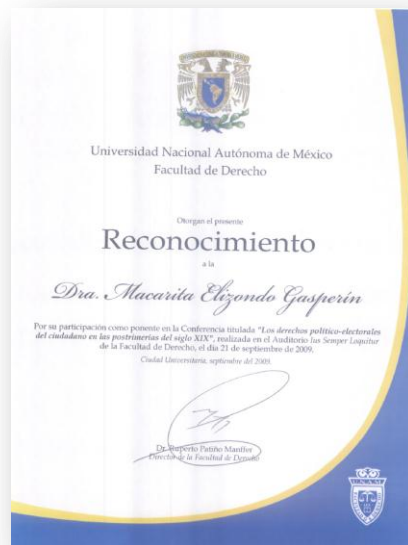 Universidad Nacional Autónoma de México
Facultad de Derecho
Otorgan el presente
Reconocimiento
a la
Dra. Macarita Elizondo Gasperín
Por su participación como ponente en la Conferencia titulada "Los derechos político-electorales
del ciudadano en las postrimerías del siglo XIX", realizada en el Auditorio Ius Semper Loquitur
de la Facultad de Derecho, el día 21 de septiembre de 2009.
Ciudad Universitaria, septiembre del 2009.
Dr. Ruperto Patiño Manffer
Director de la Facultad de Derecho